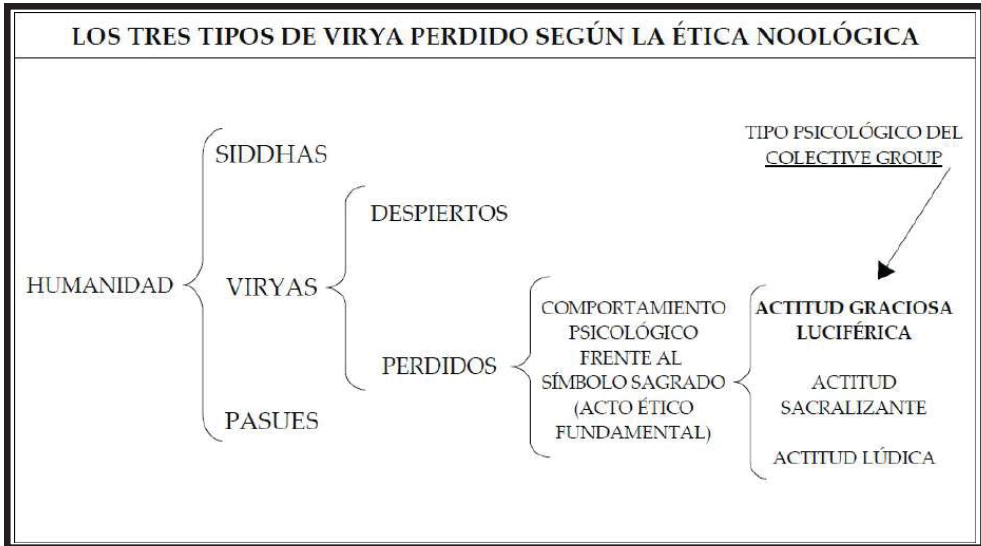 LOS TRES TIPOS DE VIRYA PERDIDO SEGÚN LA ÉTICA NOOLÓGICA
TIPO PSICOLÓGICO DEL
COLECTIVE GROUP
SIDDHAS
DESPIERTOS
HUMANIDAD
VIRYAS
PERDIDOS
PASUES
COMPORTAMIENTO
PSICOLÓGICO
FRENTE AL
SÍMBOLO SAGRADO
(ACTO ÉTICO
FUNDAMENTAL)
ACTITUD GRACIOSA
LUCIFÉRICA
ACTITUD
SACRALIZANTE
ACTITUD LÚDICA